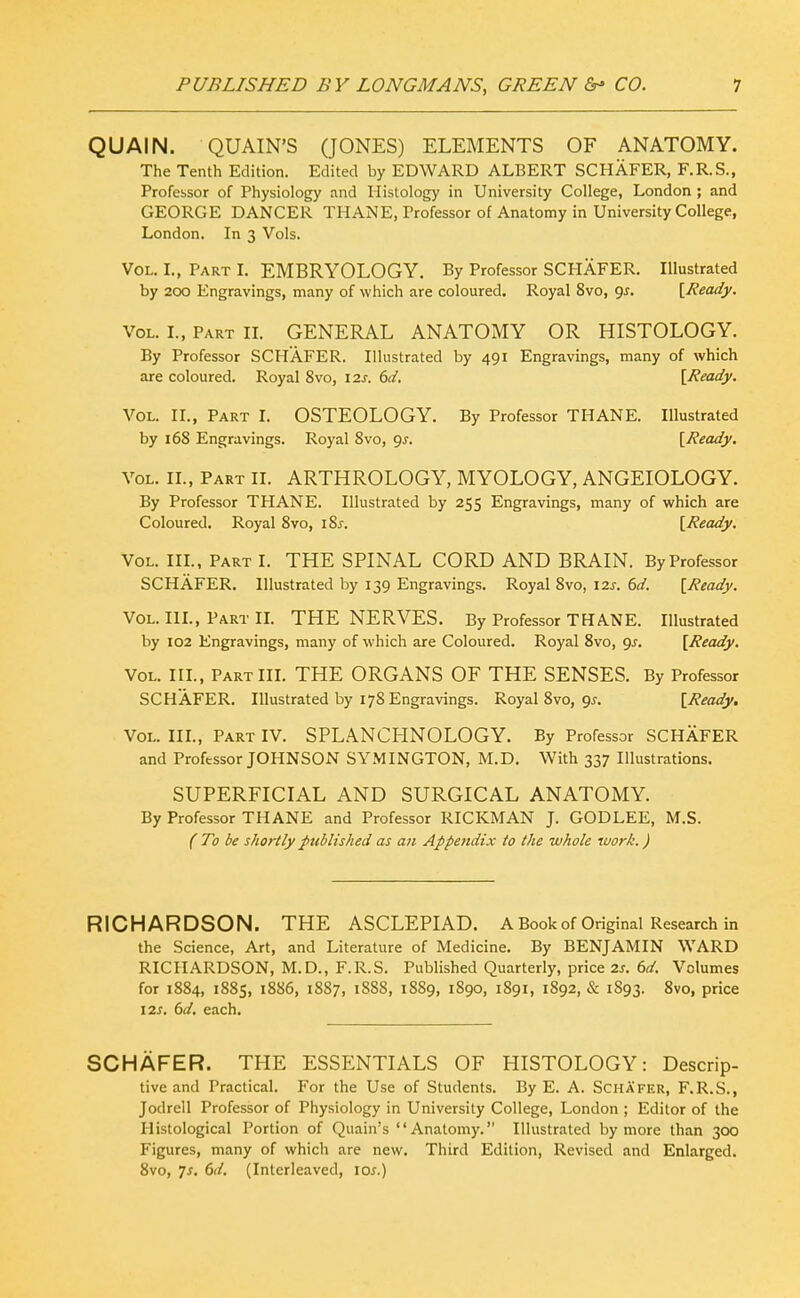 PUBLISHED BY LONGMANS, GREEN & CO. 7
QUAIN. QUAIN'S (JONES) ELEMENTS OF ANATOMY.
The Tenth Edition. Edited by EDWARD ALBERT SCHÄFER, F.R.S.,
Professor of Physiology and Histology in University College, London ; and
GEORGE DANCER THANE, Professor of Anatomy in University College,
London. In 3 Vols.
VOL. I., PART I. EMBRYOLOGY. By Professor SCHÄFER. Illustrated
by 200 Engravings, many of which are coloured. Royal 8vo, 9s. [Ready.
VOL. I., PART II. GENERAL ANATOMY OR HISTOLOGY.
By Professor SCHÄFER. Illustrated by 491 Engravings, many of which
are coloured. Royal 8vo, 12s. 6d. [Ready.
VOL. II., PART I. OSTEOLOGY. By Professor THANE. Illustrated
by 168 Engravings. Royal 8vo, 9s. [Ready.
VOL. II., PART II. ARTHROLOGY, MYOLOGY, ANGEIOLOGY.
By Professor THANE. Illustrated by 255 Engravings, many of which are
Coloured. Royal 8vo, 18s. [Ready.
VOL. III., PART I. THE SPINAL CORD AND BRAIN. By Professor
SCHÄFER. Illustrated by 139 Engravings. Royal 8vo, 12s. 6d. [Ready.
VOL. III., PART II. THE NERVES. By Professor THANE. Illustrated
by 102 Engravings, many of which are Coloured. Royal 8vo, 9s. [Ready.
VOL. III., PART III. THE ORGANS OF THE SENSES. By Professor
SCHÄFER. Illustrated by 178 Engravings. Royal 8vo, 9s. [Ready.
VOL. III., PART IV. SPLANCHNOLOGY. By Professor SCHÄFER
and Professor JOHNSON SYMINGTON, M.D. With 337 Illustrations.
SUPERFICIAL AND SURGICAL ANATOMY.
By Professor THANE and Professor RICKMAN J. GODLEE, M.S.
( To be shortly published as an Appendix to the whole work. )
RICHARDSON. THE ASCLEPIAD. A Book of Original Research in
the Science, Art, and Literature of Medicine. By BENJAMIN WARD
RICHARDSON, M.D., F.R.S. Published Quarterly, price 2s. 6d. Volumes
for 1884, 1885, 1886, 1887, 1888, 1889, 1890, 1891, 1892, & 1893. 8vo, price
12s. 6d. each.
SCHÄFER. THE ESSENTIALS OF HISTOLOGY: Descrip-
tive and Practical. For the Use of Students. By E. A. SCHÄFER, F.R.S.,
Jodrell Professor of Physiology in University College, London ; Editor of the
Histological Portion of Quain's "Anatomy." Illustrated by more than 300
Figures, many of which are new. Third Edition, Revised and Enlarged.
8vo, 7s. 6d. (Interleaved, 10s.)